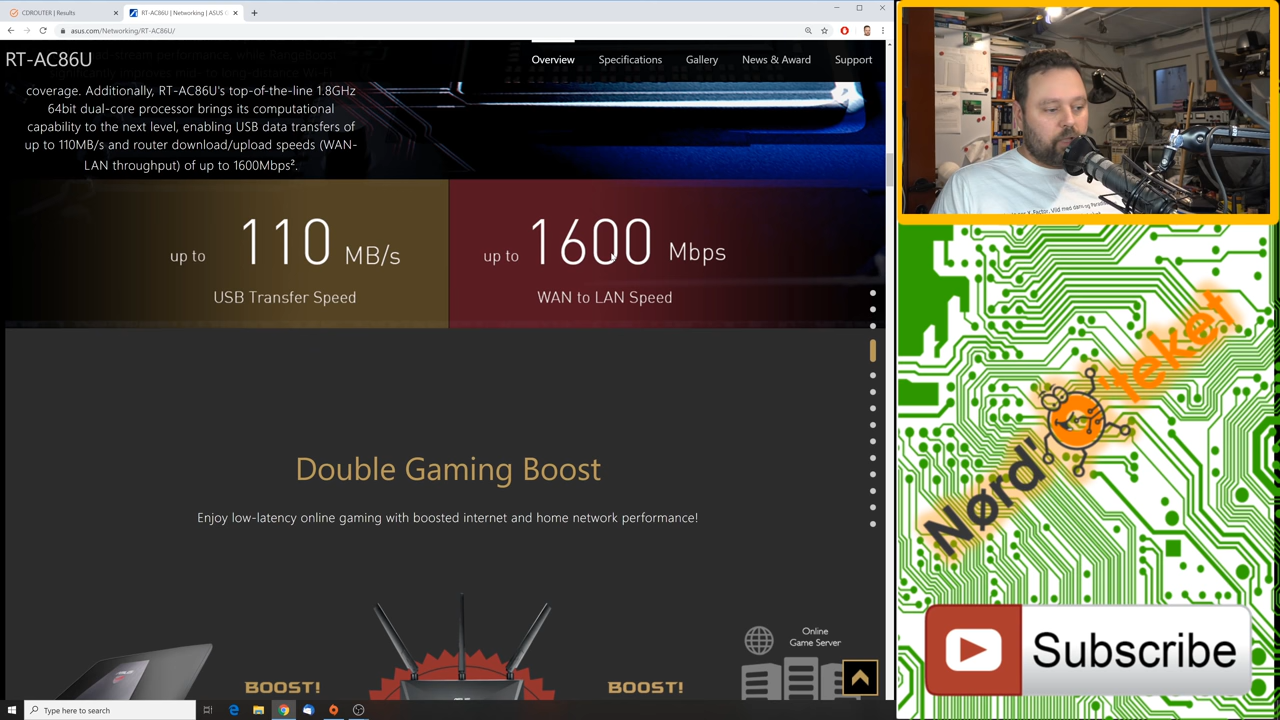 CDROUTER | Results
RT-AC86U | Networking | ASUS
asus.com/Networking/RT-AC86U/
RT-AC86U
Overview
Specifications
Gallery
News & Award
Support
coverage. Additionally, RT-AC86U's top-of-the-line 1.8GHz
64bit dual-core processor brings its computational
capability to the next level, enabling USB data transfers of
up to 110MB/s and router download/upload speeds (WAN-
LAN throughput) of up to 1600Mbps².
up to 110 MB/s
USB Transfer Speed
up to 1600 Mbps
WAN to LAN Speed
Double Gaming Boost
Enjoy low-latency online gaming with boosted internet and home network performance!
BOOST!
BOOST!
Online
Game Server
Type here to search
Nørd'teket
Subscribe